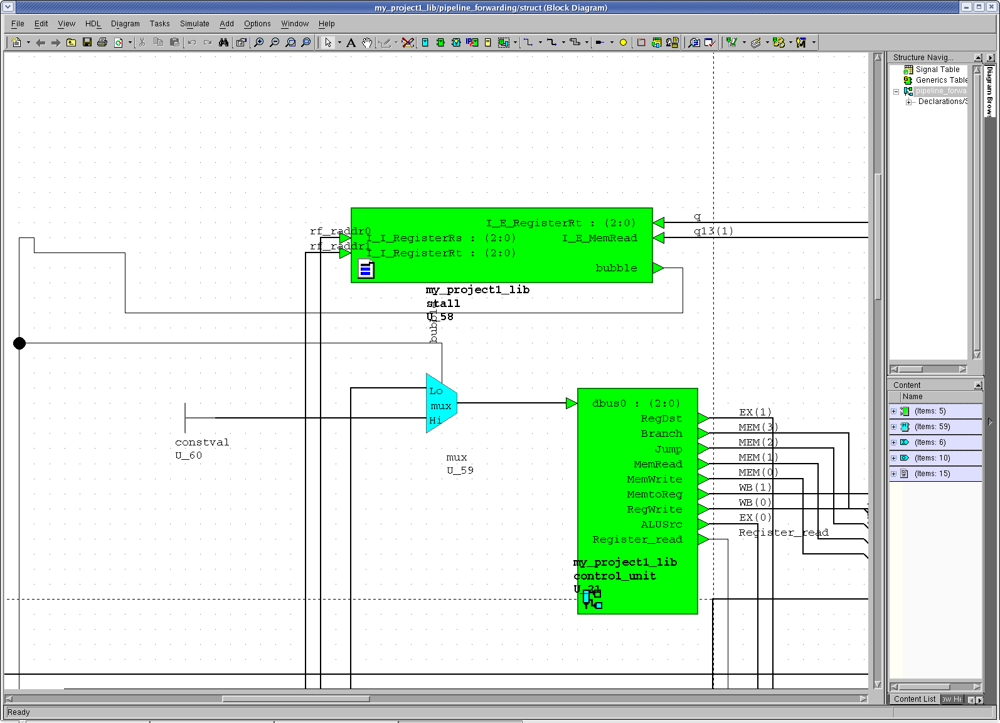 my_project1_lib/pipeline_forwarding/struct (Block Diagram)
File Edit View HDL Diagram Tasks Simulate Add Options Window Help
Structure Navig...
Signal Table
Generics Table
pipeline_forwa
Declarations/S
Diagram Brows
q
I_E_RegisterRt : (2:0)
rf_raddr0
q13(1)
I_I_RegisterRs : (2:0)
I_E_MemRead
rf_raddr1
I_I_RegisterRt : (2:0)
bubble
my_project1_lib
stall
U_58
bubble
Lo
mux
Hi
constval
U_60
mux
U_59
dbus0 : (2:0)
RegDst
Branch
Jump
MemRead
MemWrite
MemtoReg
RegWrite
ALUSrc
Register_read
my_project1_lib
control_unit
U_21
EX(1)
MEM(3)
MEM(2)
MEM(1)
MEM(0)
WB(1)
WB(0)
EX(0)
Register_read
Content
Name
(Items: 5)
(Items: 59)
(Items: 6)
(Items: 10)
(Items: 15)
Content List
Ready